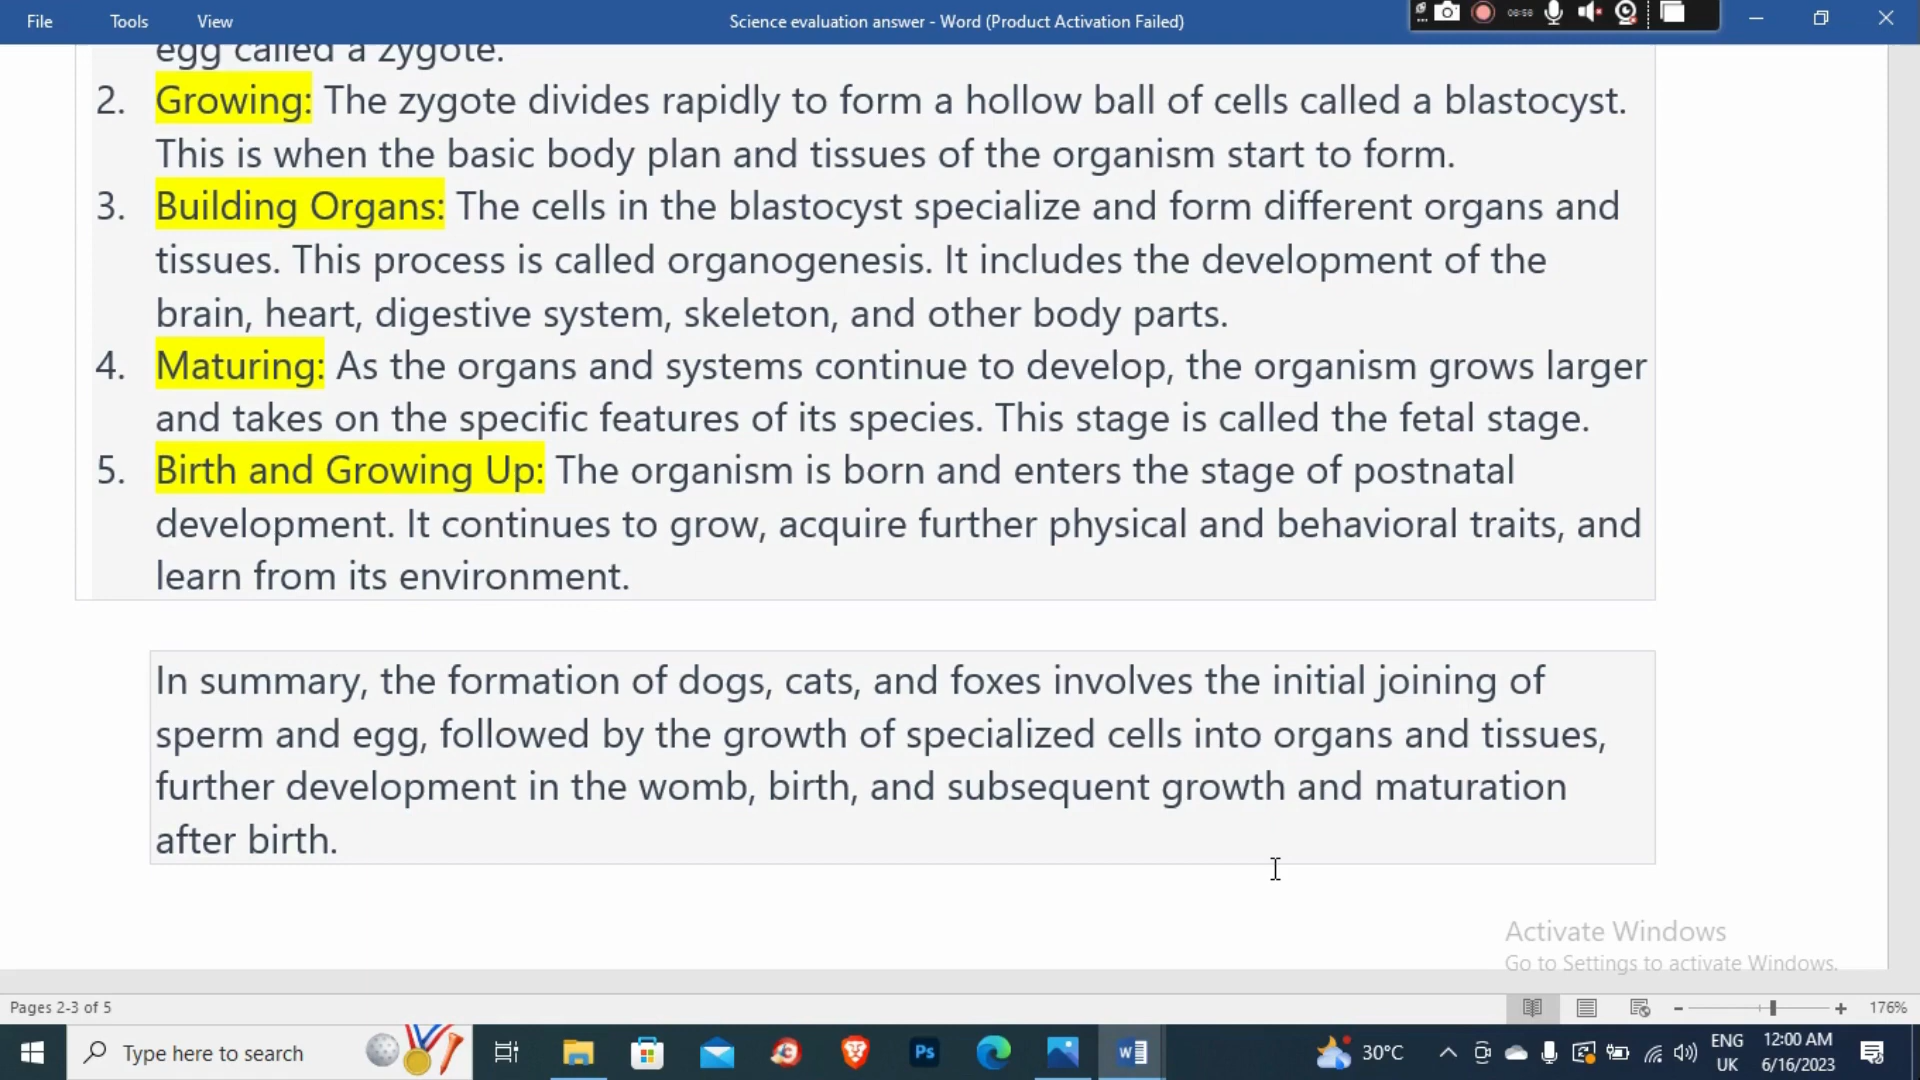 File Tools View Science evaluation answer - Word (Product Activation Failed)
egg called a zygote.
2. Growing: The zygote divides rapidly to form a hollow ball of cells called a blastocyst.
This is when the basic body plan and tissues of the organism start to form.
3. Building Organs: The cells in the blastocyst specialize and form different organs and
tissues. This process is called organogenesis. It includes the development of the
brain, heart, digestive system, skeleton, and other body parts.
4. Maturing: As the organs and systems continue to develop, the organism grows larger
and takes on the specific features of its species. This stage is called the fetal stage.
5. Birth and Growing Up: The organism is born and enters the stage of postnatal
development. It continues to grow, acquire further physical and behavioral traits, and
learn from its environment.
In summary, the formation of dogs, cats, and foxes involves the initial joining of
sperm and egg, followed by the growth of specialized cells into organs and tissues,
further development in the womb, birth, and subsequent growth and maturation
after birth.
Activate Windows
Go to Settings to activate Windows.
Pages 2-3 of 5
176%
Type here to search
Ps
30°C
ENG
UK
12:00 AM
6/16/2023